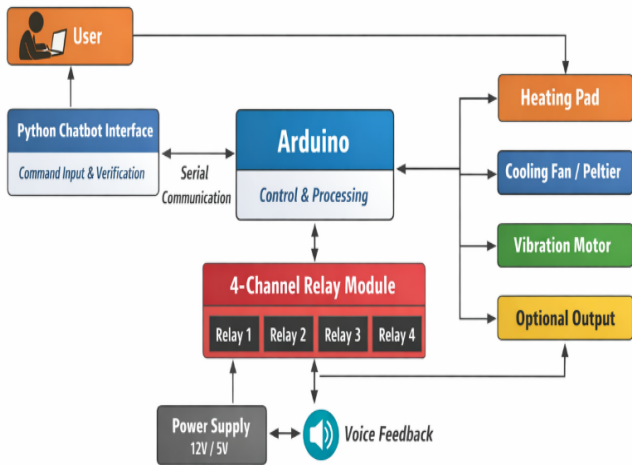 User
Python Chatbot Interface
Command Input & Verification
Serial
Communication
Arduino
Control & Processing
Heating Pad
Cooling Fan / Peltier
Vibration Motor
Optional Output
4-Channel Relay Module
Relay 1 Relay 2 Relay 3 Relay 4
Power Supply
12V / 5V
Voice Feedback